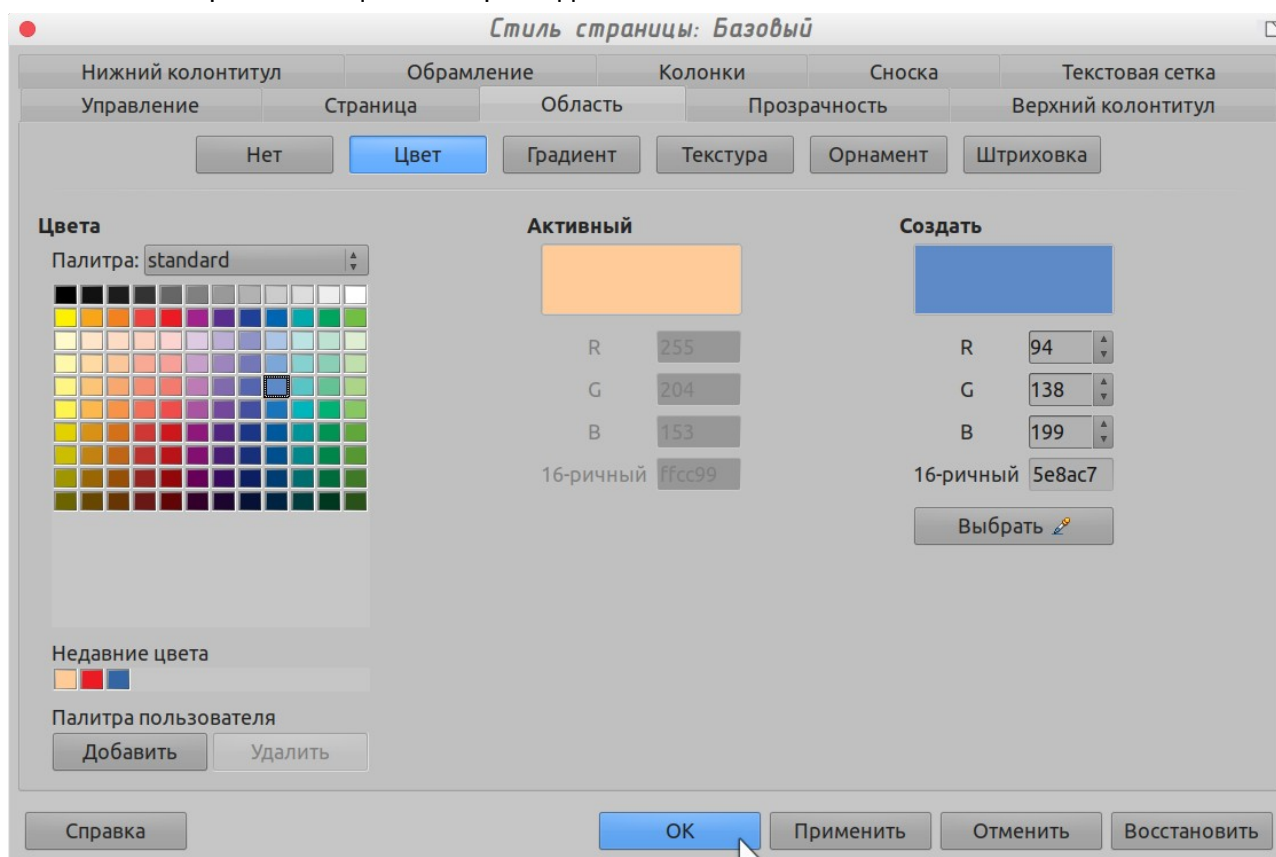 Стиль страницы: Базовый
Нижний колонтитул Обрамление Колонки Сноска Текстовая сетка
Управление Страница Область Прозрачность Верхний колонтитул
Нет Цвет Градиент Текстура Орнамент Штриховка
Цвета Активный Создать
Палитра: standard
R 255 R 94
G 204 G 138
B 153 B 199
16-ричный ffcc99 16-ричный 5e8ac7
Выбрать
Недавние цвета
Палитра пользователя
Добавить Удалить
Справка OK Применить Отменить Восстановить